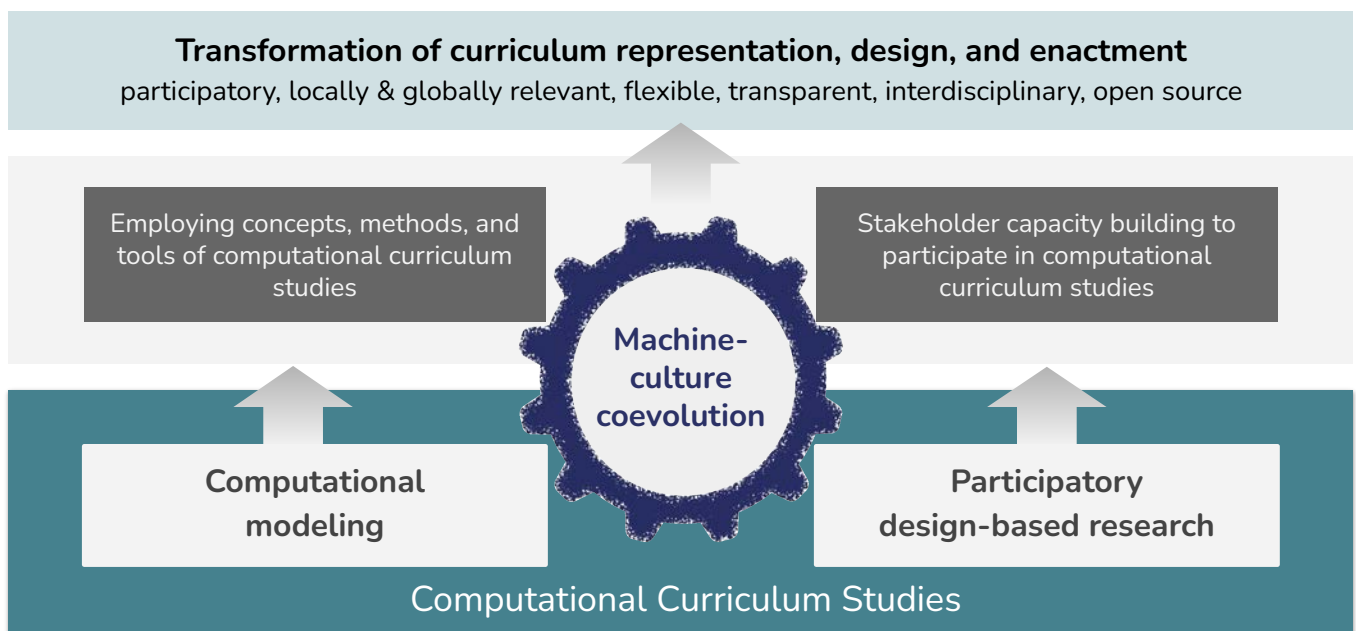 Transformation of curriculum representation, design, and enactment
participatory, locally & globally relevant, flexible, transparent, interdisciplinary, open source
Employing concepts, methods, and
tools of computational curriculum
studies
Stakeholder capacity building to
participate in computational
curriculum studies
Machine-
culture
coevolution
Computational
modeling
Participatory
design-based research
Computational Curriculum Studies